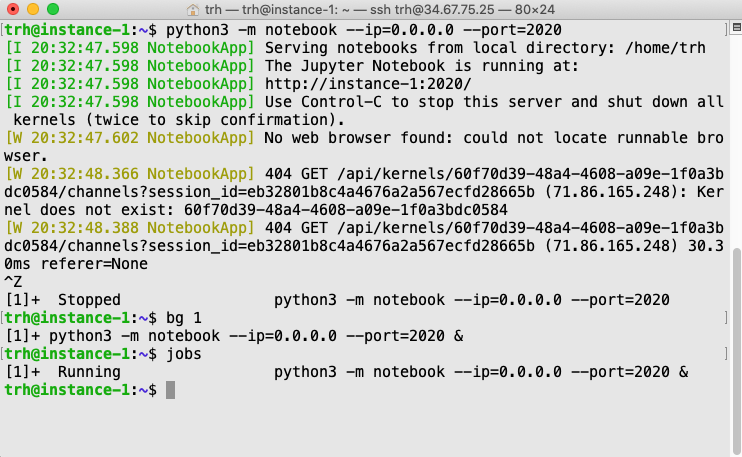 trh — trh@instance-1: ~ — ssh trh@34.67.75.25 — 80×24
[trh@instance-1:~$ python3 -m notebook --ip=0.0.0.0 --port=2020 ]
[I 20:32:47.598 NotebookApp] Serving notebooks from local directory: /home/trh
[I 20:32:47.598 NotebookApp] The Jupyter Notebook is running at:
[I 20:32:47.598 NotebookApp] http://instance-1:2020/
[I 20:32:47.598 NotebookApp] Use Control-C to stop this server and shut down all
 kernels (twice to skip confirmation).
[W 20:32:47.602 NotebookApp] No web browser found: could not locate runnable bro
wser.
[W 20:32:48.366 NotebookApp] 404 GET /api/kernels/60f70d39-48a4-4608-a09e-1f0a3b
dc0584/channels?session_id=eb32801b8c4a4676a2a567ecfd28665b (71.86.165.248): Ker
nel does not exist: 60f70d39-48a4-4608-a09e-1f0a3bdc0584
[W 20:32:48.388 NotebookApp] 404 GET /api/kernels/60f70d39-48a4-4608-a09e-1f0a3b
dc0584/channels?session_id=eb32801b8c4a4676a2a567ecfd28665b (71.86.165.248) 30.3
0ms referer=None
^Z
[1]+  Stopped                 python3 -m notebook --ip=0.0.0.0 --port=2020
[trh@instance-1:~$ bg 1 ]
[1]+ python3 -m notebook --ip=0.0.0.0 --port=2020 &
[trh@instance-1:~$ jobs ]
[1]+  Running                 python3 -m notebook --ip=0.0.0.0 --port=2020 &
trh@instance-1:~$